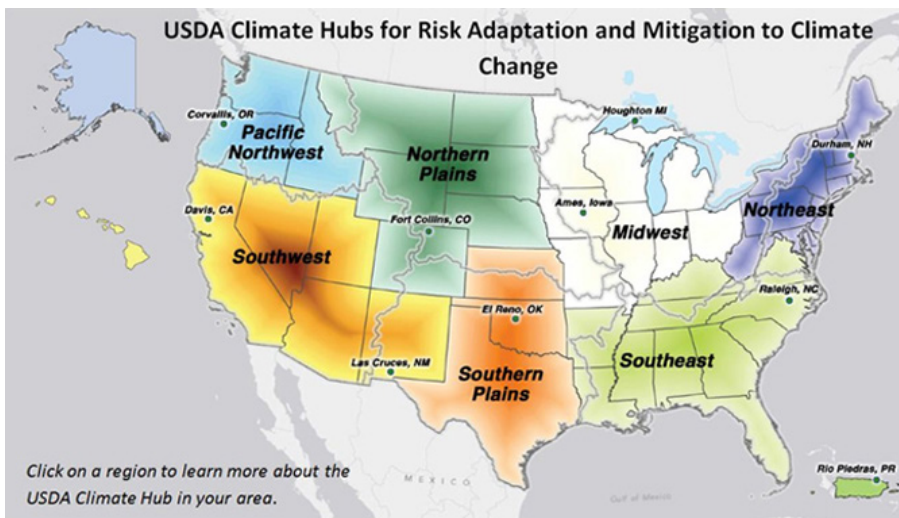 USDA Climate Hubs for Risk Adaptation and Mitigation to Climate
Change
Houghton MI
Corvallis, OR
Pacific
Northwest
Durham, NH
Northern
Plains
Davis, CA
Fort Collins, CO
Ames, Iowa
Northeast
Midwest
Southwest
Raleigh, NC
El Reno, OK
Las Cruces, NM
Southeast
Southern
Plains
Click on a region to learn more about the
USDA Climate Hub in your area.
Rio Piedras, PR
MEXICO
Gulf of Mexico